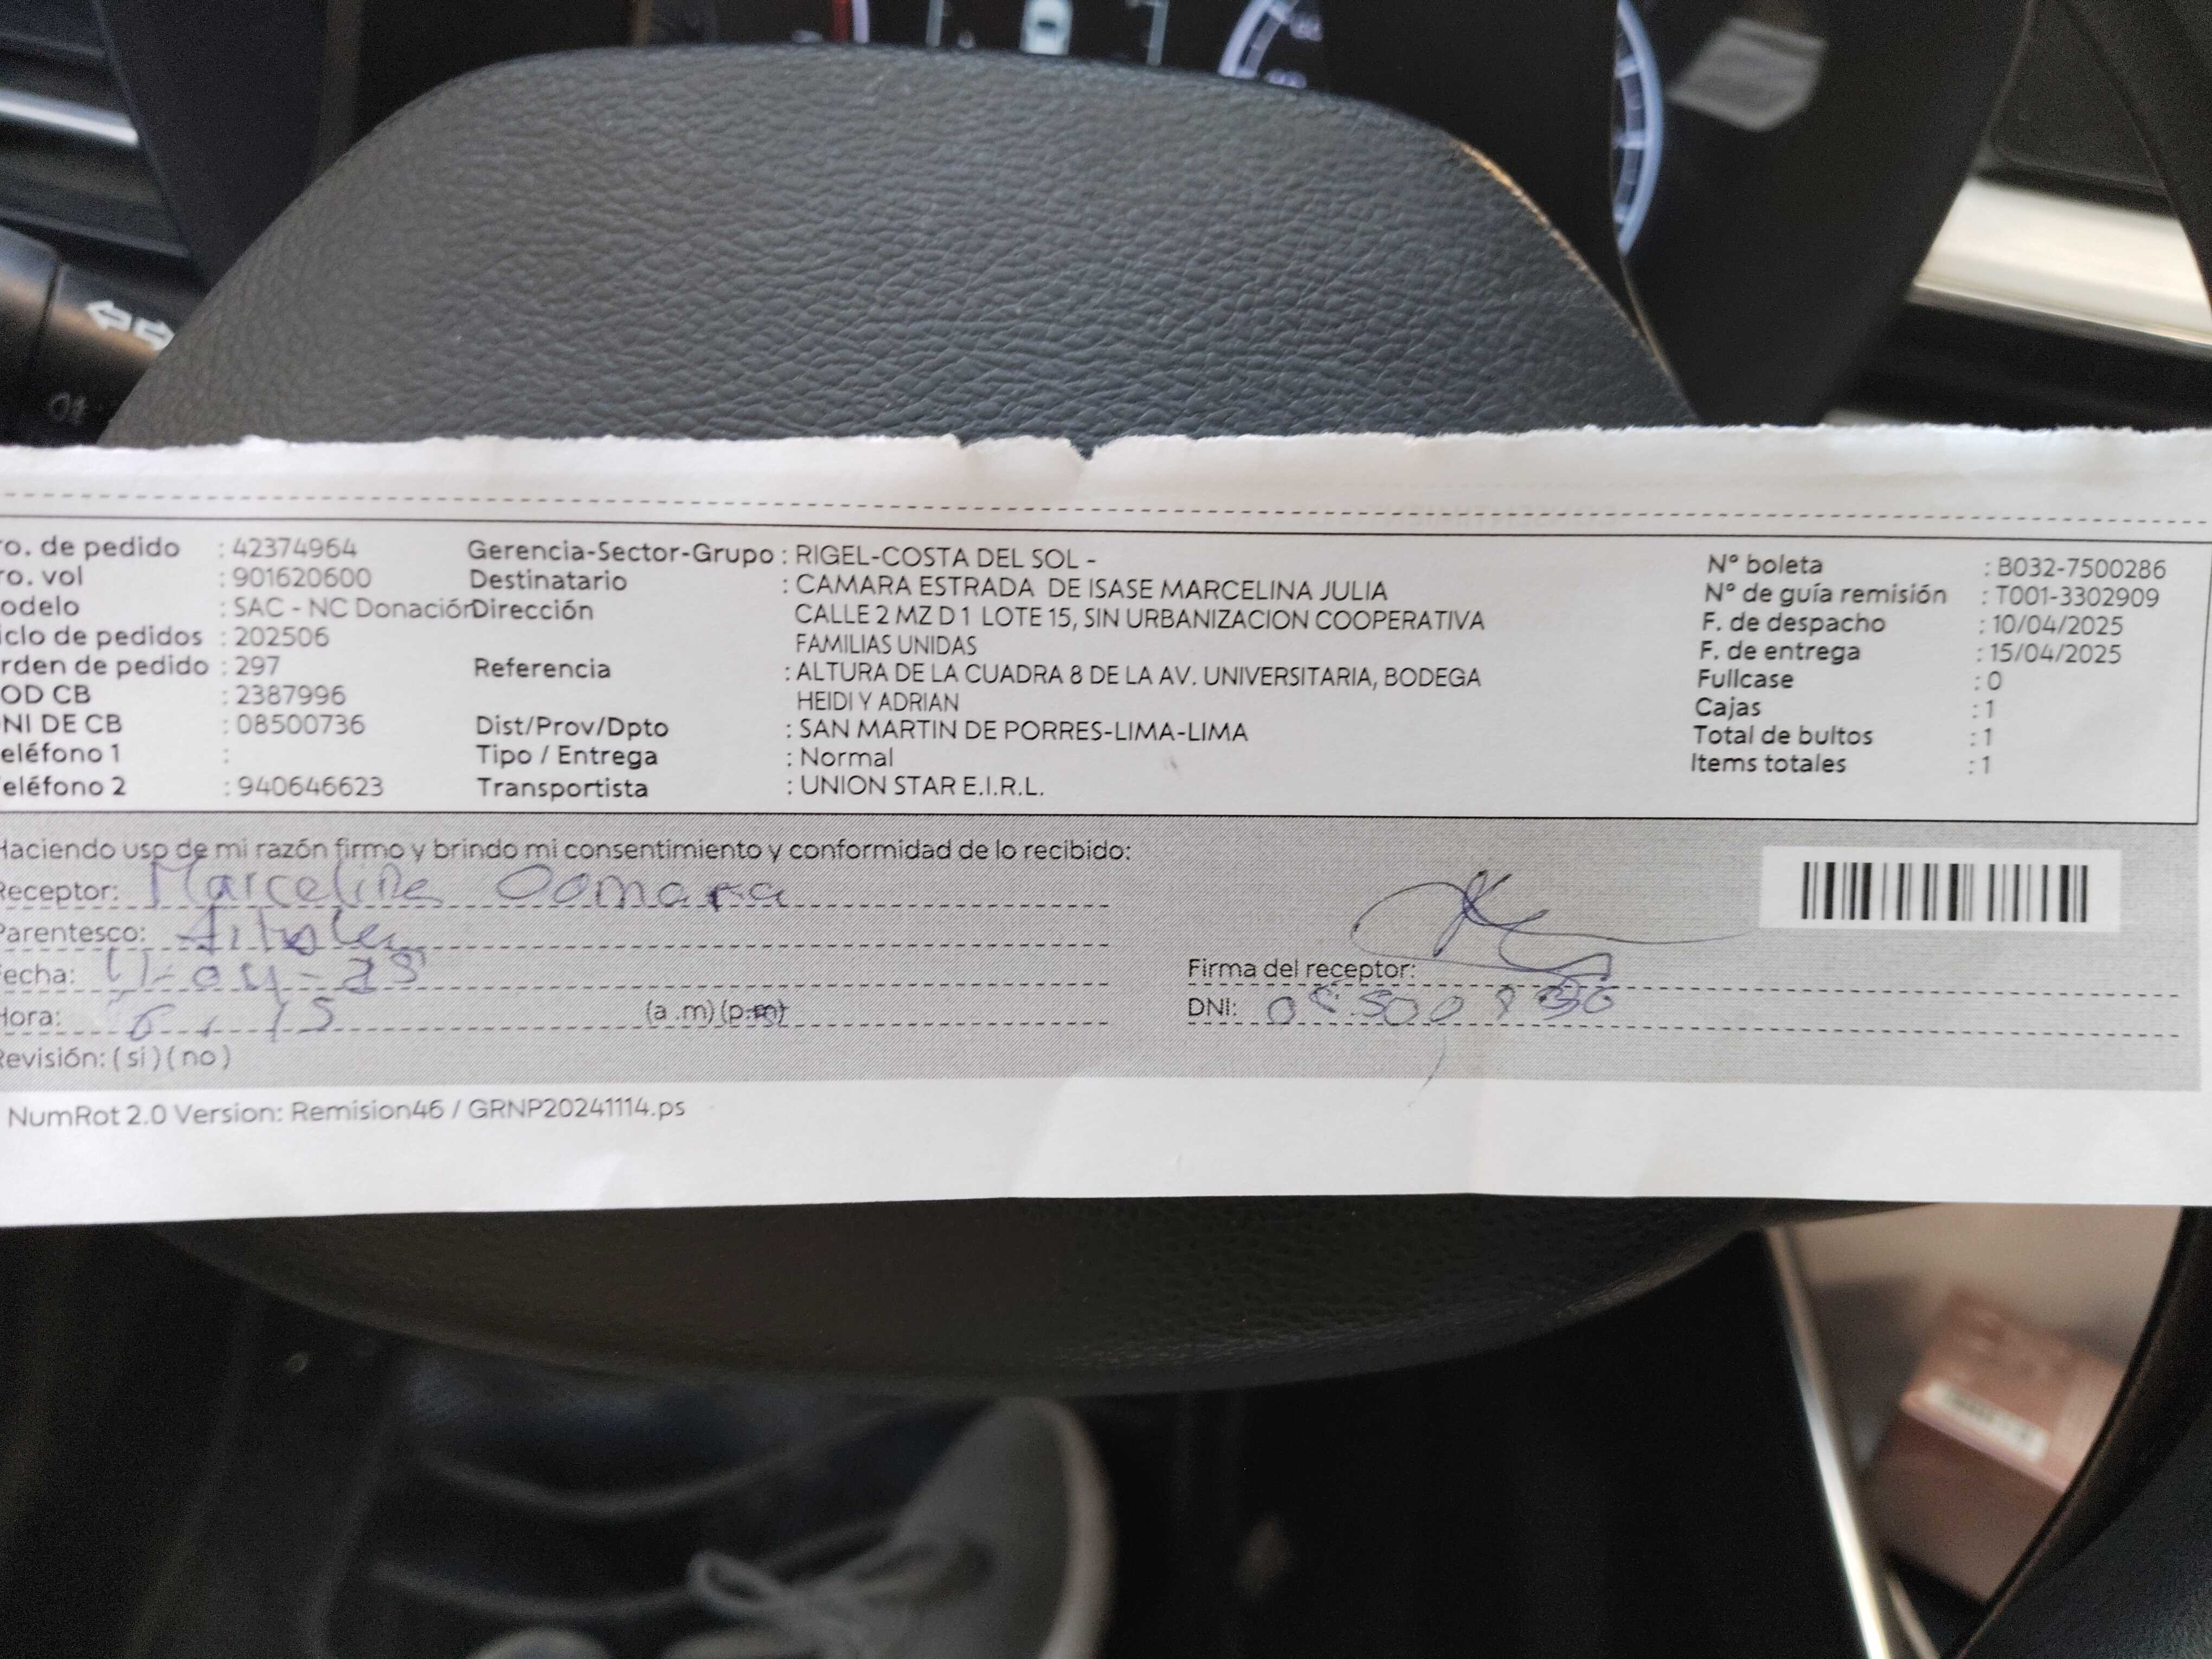 ro. de pedido : 42374964
ro. vol : 901620600
odelo : SAC - NC Donación
iclo de pedidos : 202506
rden de pedido : 297
OD CB : 2387996
NI DE CB : 08500736
eléfono 1 :
eléfono 2 : 940646623
Gerencia-Sector-Grupo : RIGEL-COSTA DEL SOL -
Destinatario : CAMARA ESTRADA DE ISASE MARCELINA JULIA
Dirección CALLE 2 MZ D 1 LOTE 15, SIN URBANIZACION COOPERATIVA
FAMILIAS UNIDAS
Referencia : ALTURA DE LA CUADRA 8 DE LA AV. UNIVERSITARIA, BODEGA
HEIDI Y ADRIAN
Dist/Prov/Dpto : SAN MARTIN DE PORRES-LIMA-LIMA
Tipo / Entrega : Normal
Transportista : UNION STAR E.I.R.L.
N° boleta : B032-7500286
N° de guía remisión : T001-3302909
F. de despacho : 10/04/2025
F. de entrega : 15/04/2025
Fullcase : 0
Cajas : 1
Total de bultos : 1
Items totales : 1
Haciendo uso de mi razón firmo y brindo mi consentimiento y conformidad de lo recibido:
Receptor: Marcelina
Parentesco:
Fecha: 11-04-25
Hora: 6. 15 (a .m) (p.m)
Revisión: ( si ) ( no )
Firma del receptor:
DNI: 08500736
NumRot 2.0 Version: Remision46 / GRNP20241114.ps